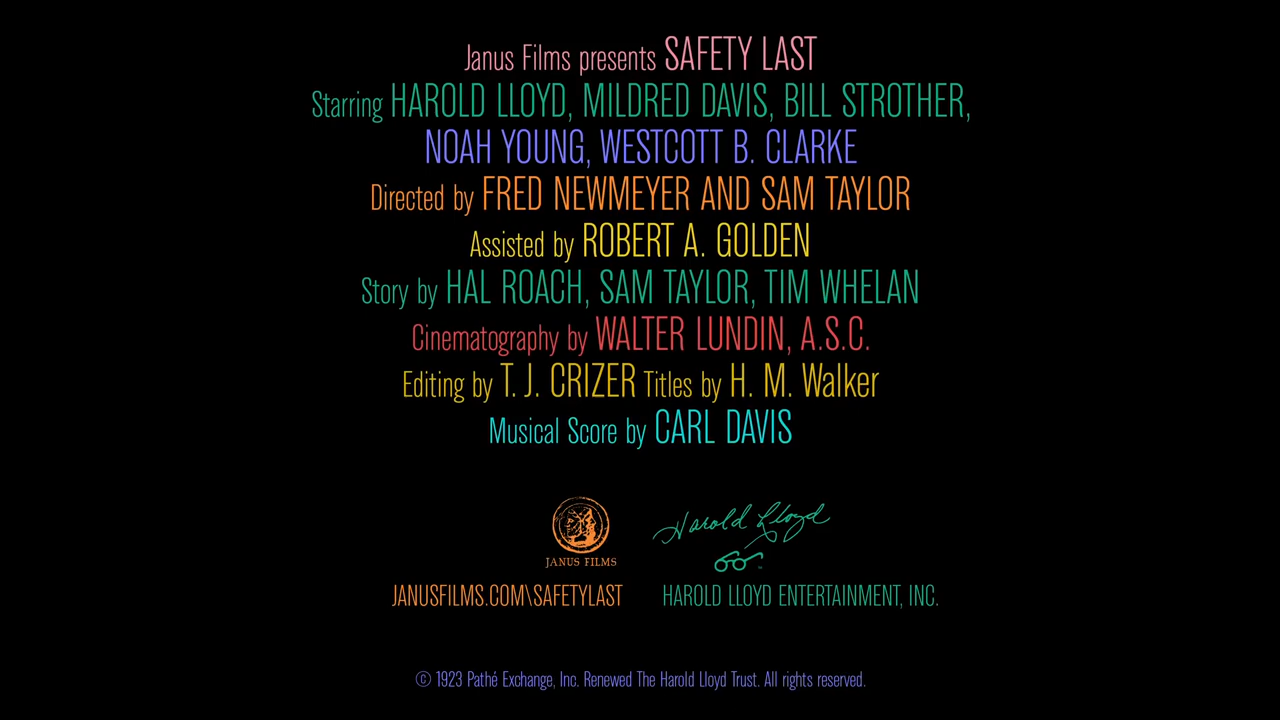 Janus Films presents SAFETY LAST
Starring HAROLD LLOYD, MILDRED DAVIS, BILL STROTHER,
NOAH YOUNG, WESTCOTT B. CLARKE
Directed by FRED NEWMEYER AND SAM TAYLOR
Assisted by ROBERT A. GOLDEN
Story by HAL ROACH, SAM TAYLOR, TIM WHELAN
Cinematography by WALTER LUNDIN, A.S.C.
Editing by T. J. CRIZER Titles by H. M. Walker
Musical Score by CARL DAVIS
Harold Lloyd
JANUS FILMS
JANUSFILMS.COM\SAFETYLAST
HAROLD LLOYD ENTERTAINMENT, INC.
© 1923 Pathé Exchange, Inc. Renewed The Harold Lloyd Trust. All rights reserved.